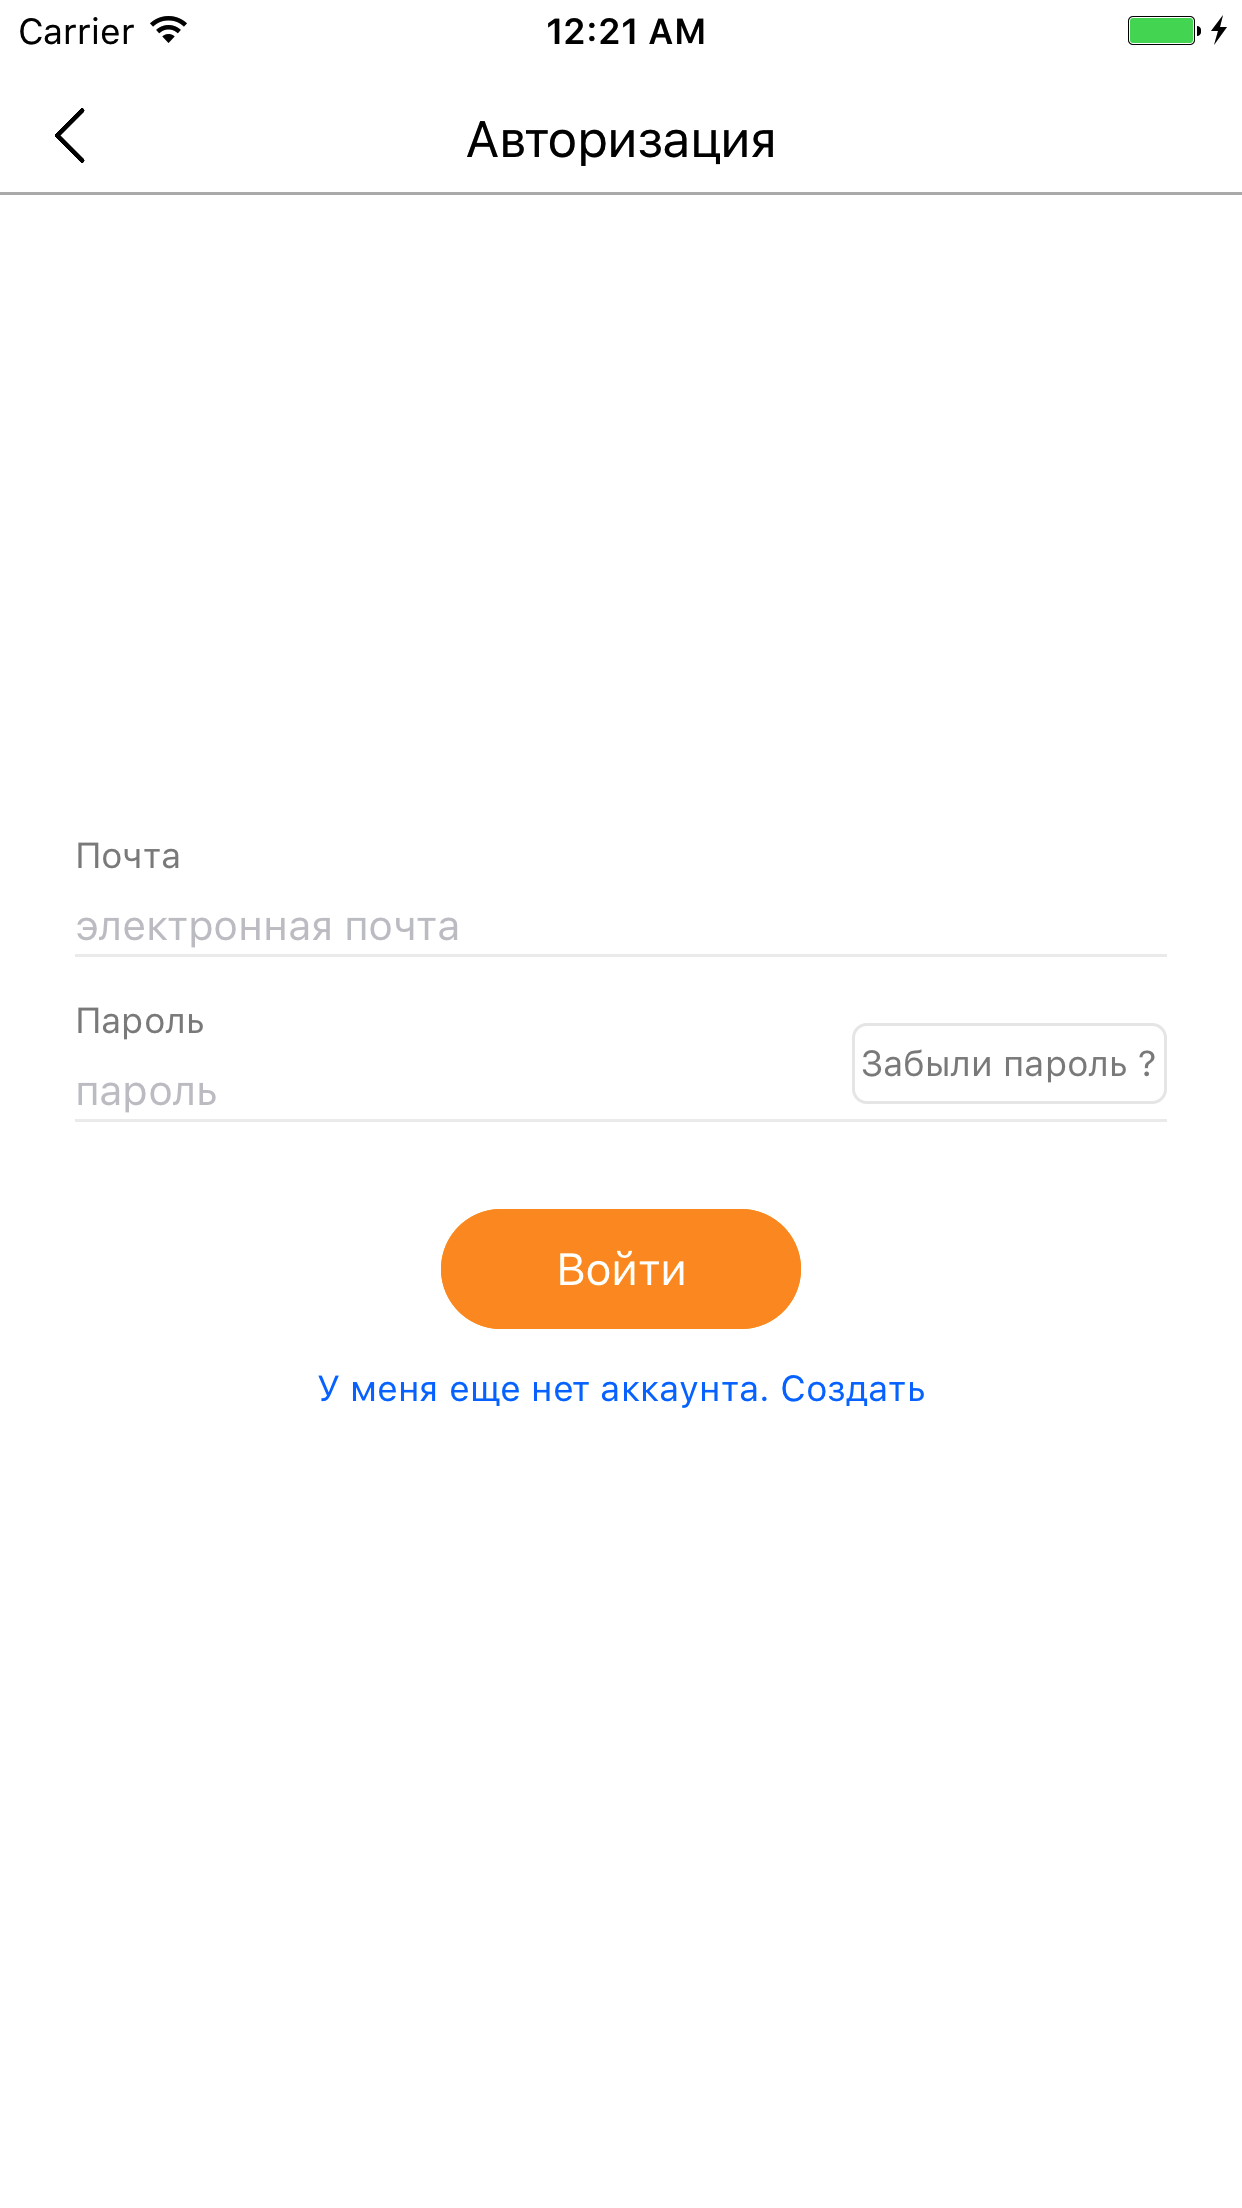 Carrier 12:21 AM
Авторизация
Почта
электронная почта
Пароль
пароль
Забыли пароль ?
Войти
У меня еще нет аккаунта. Создать